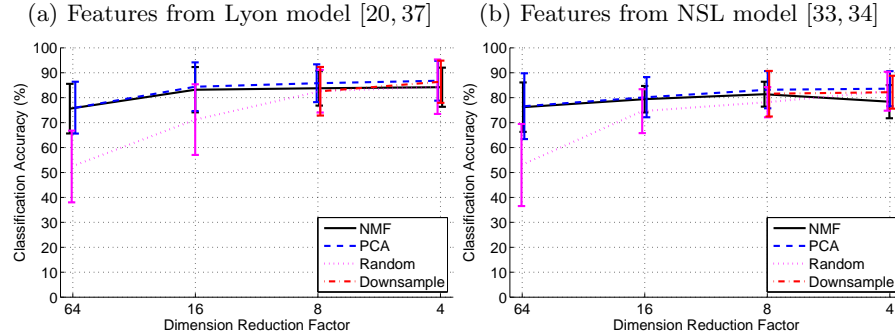 (a) Features from Lyon model [20, 37]
100
90
80
70
60
50
40
30
20
10
0
Classification Accuracy (%)
64
16
8
4
Dimension Reduction Factor
NMF
PCA
Random
Downsample
(b) Features from NSL model [33, 34]
100
90
80
70
60
50
40
30
20
10
0
Classification Accuracy (%)
64
16
8
4
Dimension Reduction Factor
NMF
PCA
Random
Downsample